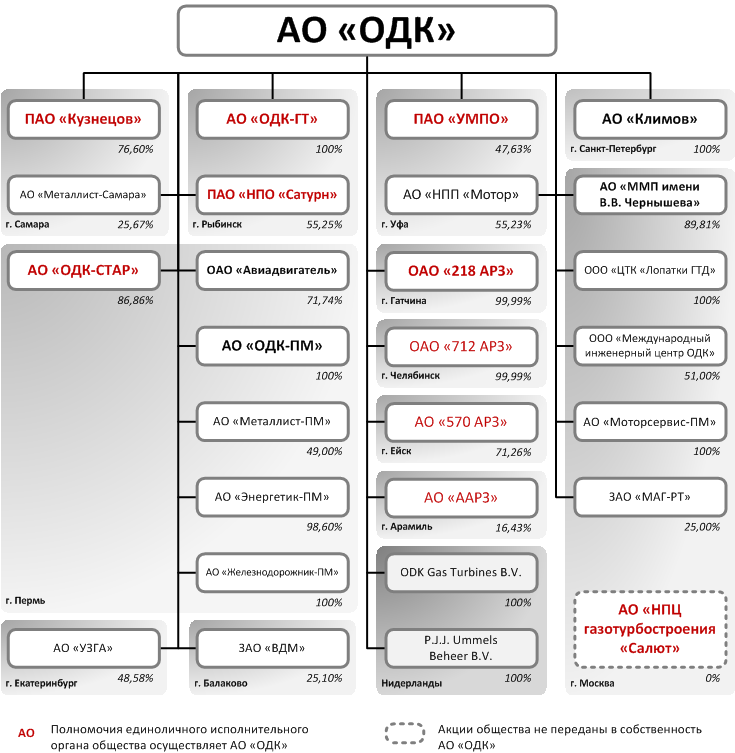 АО «ОДК»
ПАО «Кузнецов»
76,60%
АО «Металлист-Самара»
г. Самара
25,67%
АО «ОДК-ГТ»
100%
ПАО «НПО «Сатурн»
г. Рыбинск
55,25%
ПАО «УМПО»
47,63%
АО «НПП «Мотор»
г. Уфа
55,23%
АО «Климов»
г. Санкт-Петербург
100%
АО «ОДК-СТАР»
86,86%
ОАО «Авиадвигатель»
71,74%
АО «ОДК-ПМ»
100%
АО «Металлист-ПМ»
49,00%
АО «Энергетик-ПМ»
98,60%
АО «Железнодорожник-ПМ»
г. Пермь
100%
АО «УЗГА»
г. Екатеринбург
48,58%
ЗАО «ВДМ»
г. Балаково
25,10%
ОАО «218 АРЗ»
г. Гатчина
99,99%
ОАО «712 АРЗ»
г. Челябинск
99,99%
АО «570 АРЗ»
г. Ейск
71,26%
АО «ААРЗ»
г. Арамиль
16,43%
ODK Gas Turbines B.V.
100%
P.J.J. Ummels
Beheer B.V.
Нидерланды
100%
АО «ММП имени
В.В. Чернышева»
89,81%
ООО «ЦТК «Лопатки ГТД»
100%
ООО «Международный
инженерный центр ОДК»
51,00%
АО «Моторсервис-ПМ»
100%
ЗАО «МАГ-РТ»
25,00%
АО «НПЦ
газотурбостроения
«Салют»
г. Москва
0%
АО
Полномочия единоличного исполнительного
органа общества осуществляет АО «ОДК»
Акции общества не переданы в собственность
АО «ОДК»